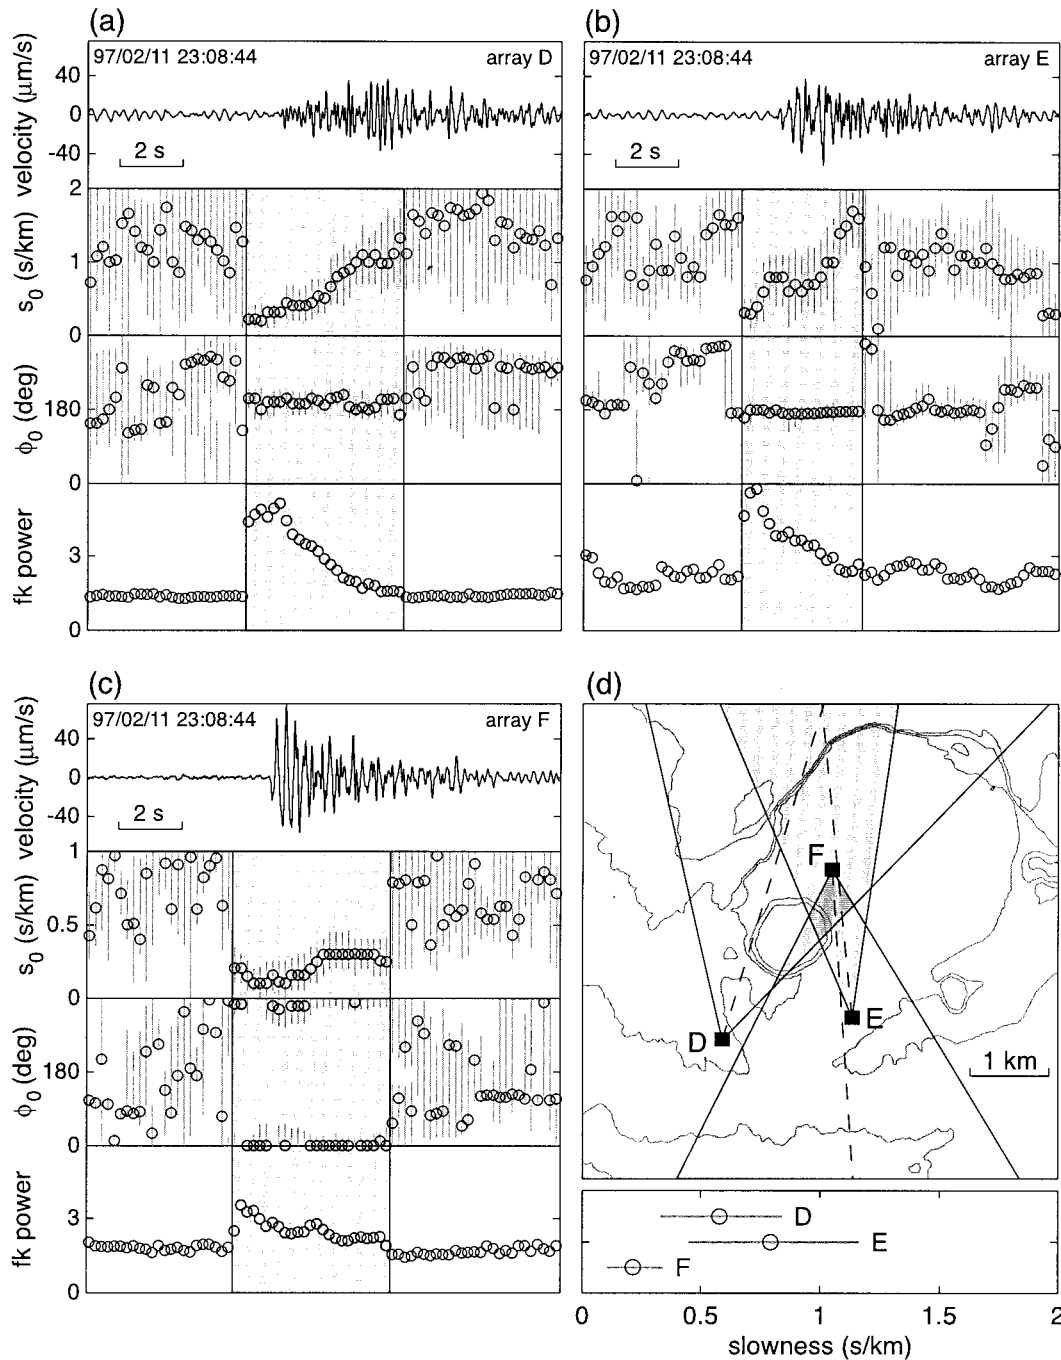 (a)
97/02/11 23:08:44 array D
velocity (μm/s)
40
0
-40
2 s
s₀ (s/km)
2
1
0
ϕ₀ (deg)
180
0
fk power
3
0
(b)
97/02/11 23:08:44 array E
2 s
(c)
97/02/11 23:08:44 array F
velocity (μm/s)
40
0
-40
2 s
s₀ (s/km)
1
0.5
0
ϕ₀ (deg)
180
0
fk power
3
0
(d)
F
D
E
1 km
D
E
F
0 0.5 1 1.5 2
slowness (s/km)